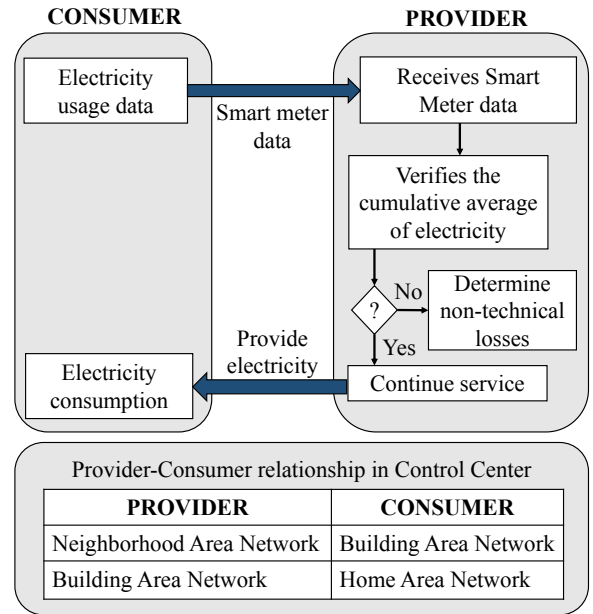 CONSUMER
PROVIDER
Electricity
usage data
Smart meter
data
Receives Smart
Meter data
Verifies the
cumulative average
of electricity
?
No
Determine
non-technical
losses
Yes
Continue service
Provide
electricity
Electricity
consumption
Provider-Consumer relationship in Control Center
PROVIDER CONSUMER
Neighborhood Area Network Building Area Network
Building Area Network Home Area Network